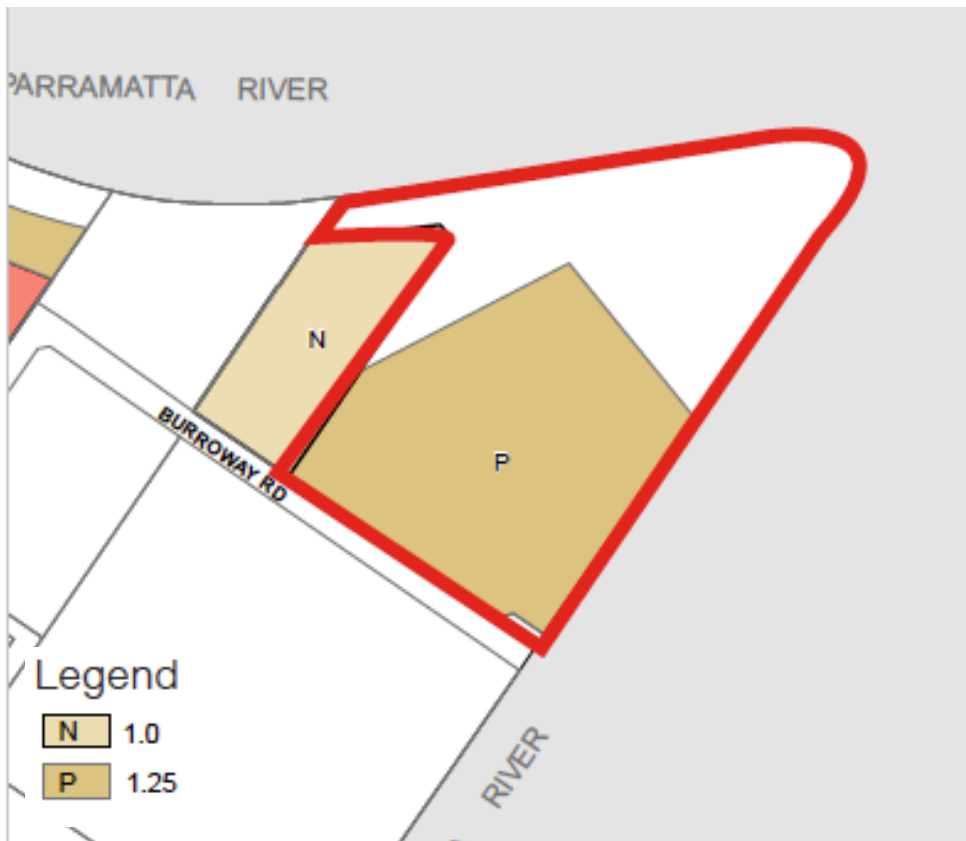 PARRAMATTA RIVER
N
BURROWAY RD
P
Legend
N 1.0
P 1.25
RIVER